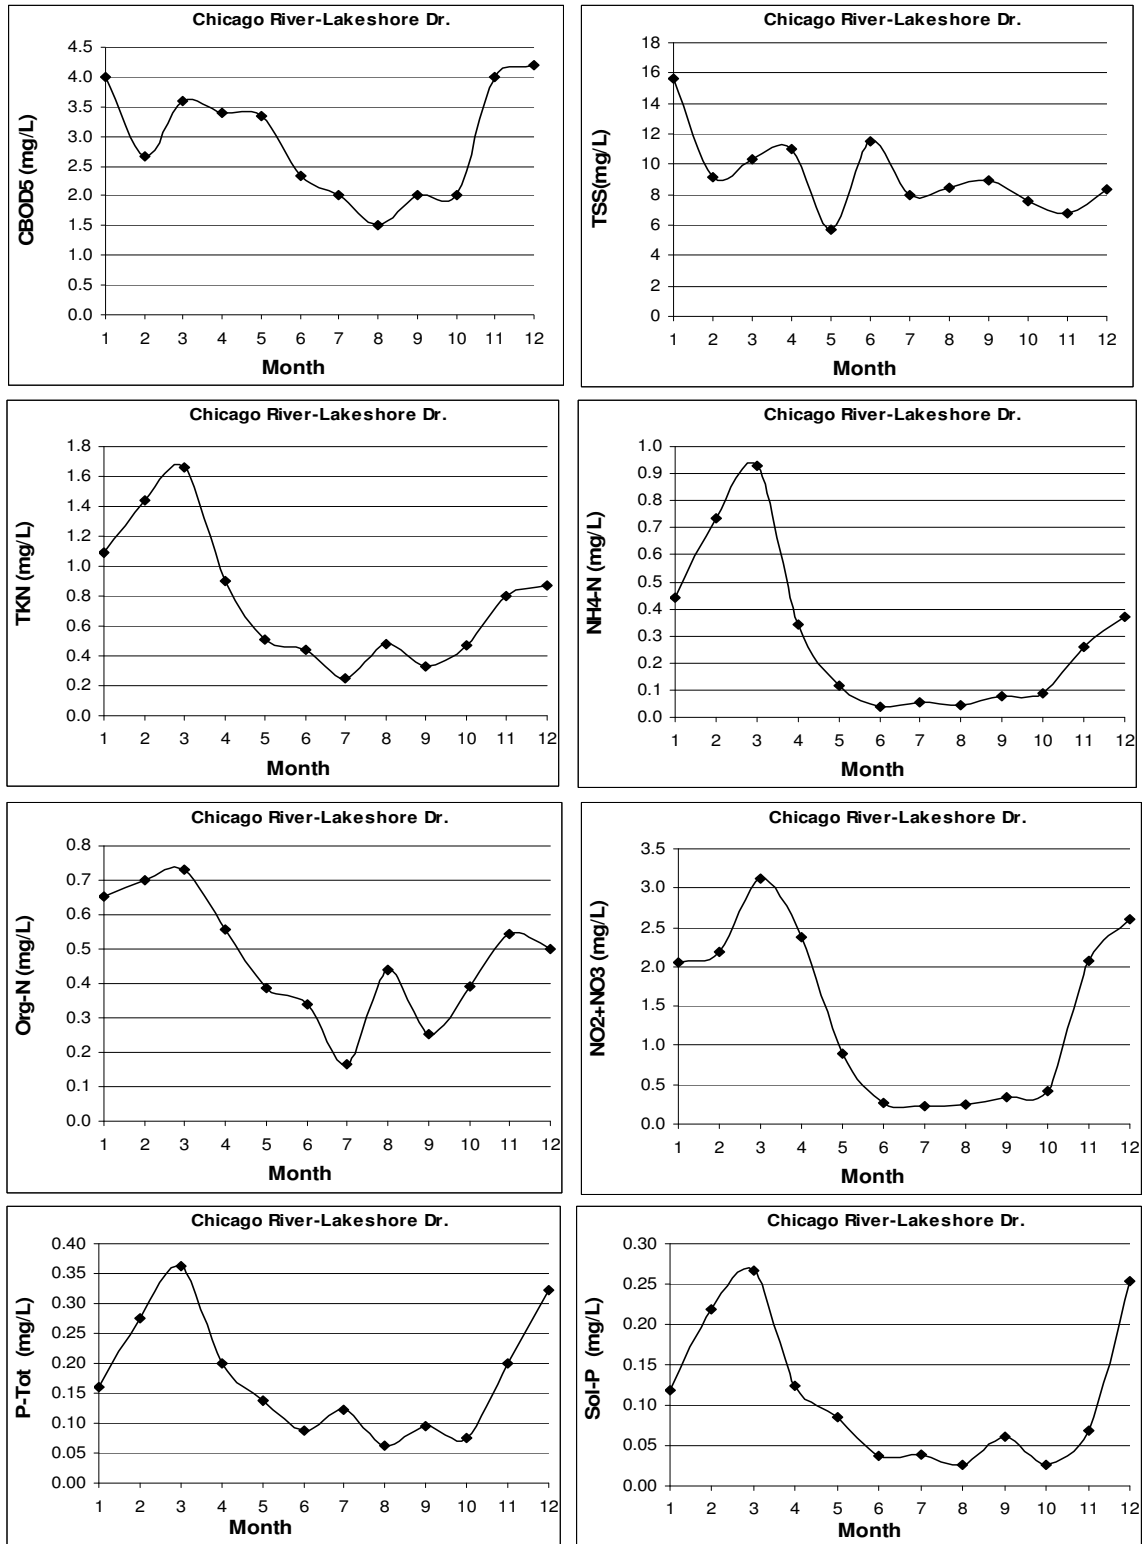 Chicago River-Lakeshore Dr.
4.5
4.0
3.5
3.0
2.5
2.0
1.5
1.0
0.5
0.0
CBOD5 (mg/L)
1 2 3 4 5 6 7 8 9 10 11 12
Month
Chicago River-Lakeshore Dr.
18
16
14
12
10
8
6
4
2
0
TSS(mg/L)
1 2 3 4 5 6 7 8 9 10 11 12
Month
Chicago River-Lakeshore Dr.
1.8
1.6
1.4
1.2
1.0
0.8
0.6
0.4
0.2
0.0
TKN (mg/L)
1 2 3 4 5 6 7 8 9 10 11 12
Month
Chicago River-Lakeshore Dr.
1.0
0.9
0.8
0.7
0.6
0.5
0.4
0.3
0.2
0.1
0.0
NH4-N (mg/L)
1 2 3 4 5 6 7 8 9 10 11 12
Month
Chicago River-Lakeshore Dr.
0.8
0.7
0.6
0.5
0.4
0.3
0.2
0.1
0.0
Org-N (mg/L)
1 2 3 4 5 6 7 8 9 10 11 12
Month
Chicago River-Lakeshore Dr.
3.5
3.0
2.5
2.0
1.5
1.0
0.5
0.0
NO2+NO3 (mg/L)
1 2 3 4 5 6 7 8 9 10 11 12
Month
Chicago River-Lakeshore Dr.
0.40
0.35
0.30
0.25
0.20
0.15
0.10
0.05
0.00
P-Tot (mg/L)
1 2 3 4 5 6 7 8 9 10 11 12
Month
Chicago River-Lakeshore Dr.
0.30
0.25
0.20
0.15
0.10
0.05
0.00
Sol-P (mg/L)
1 2 3 4 5 6 7 8 9 10 11 12
Month